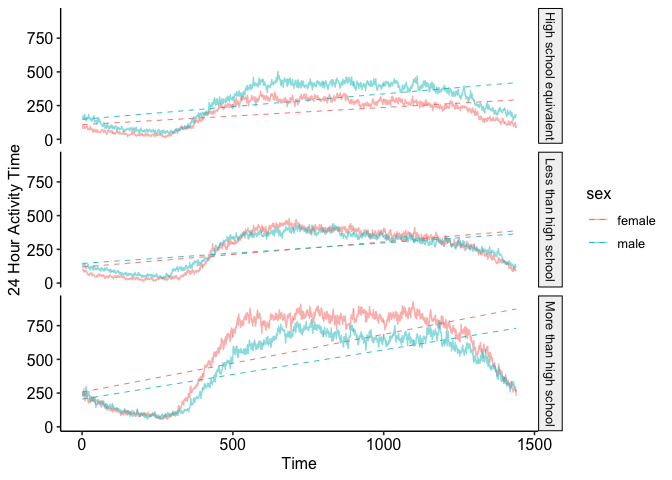 750
500
250
0
High school equivalent
750
500
250
0
Less than high school
750
500
250
0
More than high school
24 Hour Activity Time
0
500
1000
1500
Time
sex
female
male